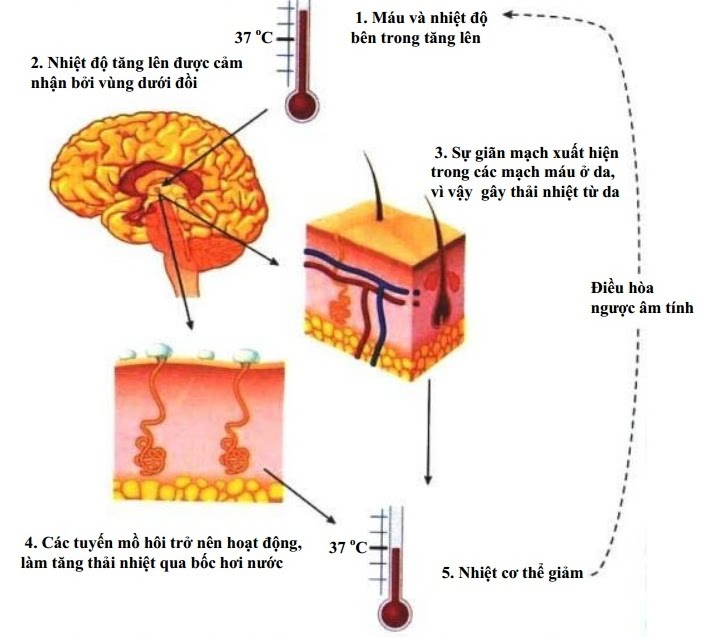 1. Máu và nhiệt độ
bên trong tăng lên
37 °C
2. Nhiệt độ tăng lên được cảm
nhận bởi vùng dưới đồi
3. Sự giãn mạch xuất hiện
trong các mạch máu ở da,
vì vậy gây thải nhiệt từ da
Điều hòa
ngược âm tính
4. Các tuyến mồ hôi trở nên hoạt động,
làm tăng thải nhiệt qua bốc hơi nước
37 °C
5. Nhiệt cơ thể giảm